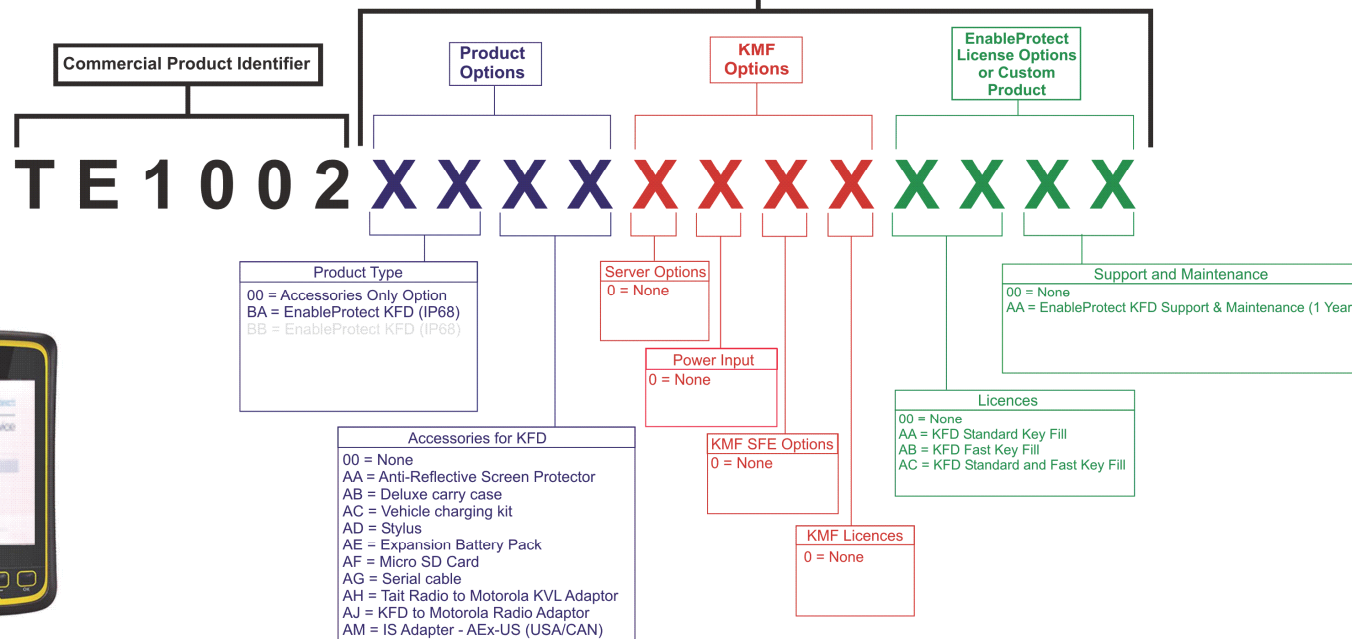 Commercial Product Identifier
Product
Options
KMF
Options
EnableProtect
License Options
or Custom
Product
TE1002XXXXXXXXXXXX
Product Type
00 = Accessories Only Option
BA = EnableProtect KFD (IP68)
BB = EnableProtect KFD (IP68)
Server Options
0 = None
Support and Maintenance
00 = None
AA = EnableProtect KFD Support & Maintenance (1 Year
Power Input
0 = None
Licences
00 = None
AA = KFD Standard Key Fill
AB = KFD Fast Key Fill
AC = KFD Standard and Fast Key Fill
Accessories for KFD
00 = None
AA = Anti-Reflective Screen Protector
AB = Deluxe carry case
AC = Vehicle charging kit
AD = Stylus
AE = Expansion Battery Pack
AF = Micro SD Card
AG = Serial cable
AH = Tait Radio to Motorola KVL Adaptor
AJ = KFD to Motorola Radio Adaptor
AM = IS Adapter - AEx-US (USA/CAN)
KMF SFE Options
0 = None
KMF Licences
0 = None